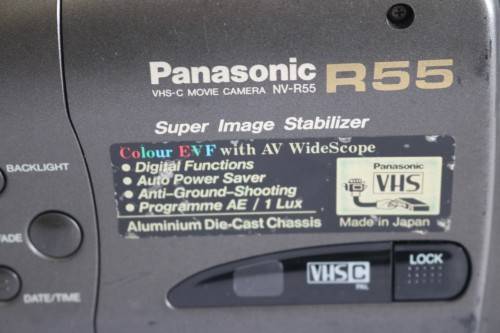 Panasonic R55
VHS-C MOVIE CAMERA NV-R55
Super Image Stabilizer
Colour EVF with AV WideScope
• Digital Functions
• Auto Power Saver
• Anti-Ground-Shooting
• Programme AE / 1 Lux
Aluminium Die-Cast Chassis
Panasonic
VHS
Made in Japan
BACKLIGHT
FADE
DATE/TIME
VHS C
PAL
LOCK